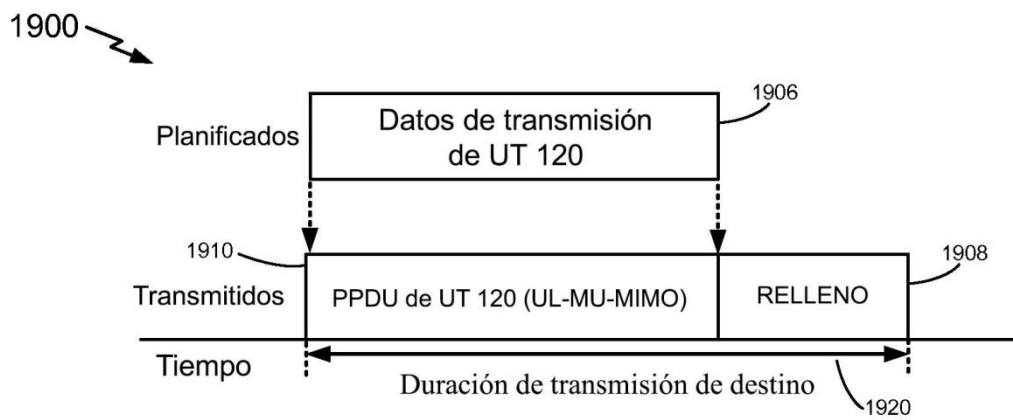 1900
Planificados
Datos de transmisión
de UT 120
1906
1910
Transmitidos
PPDU de UT 120 (UL-MU-MIMO)
RELLENO
1908
Tiempo
Duración de transmisión de destino
1920